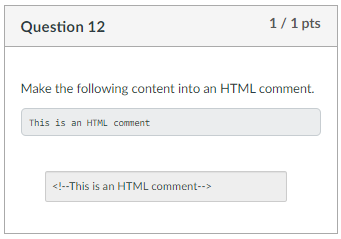 Question 12
1 / 1 pts
Make the following content into an HTML comment.
This is an HTML comment
<!--This is an HTML comment-->